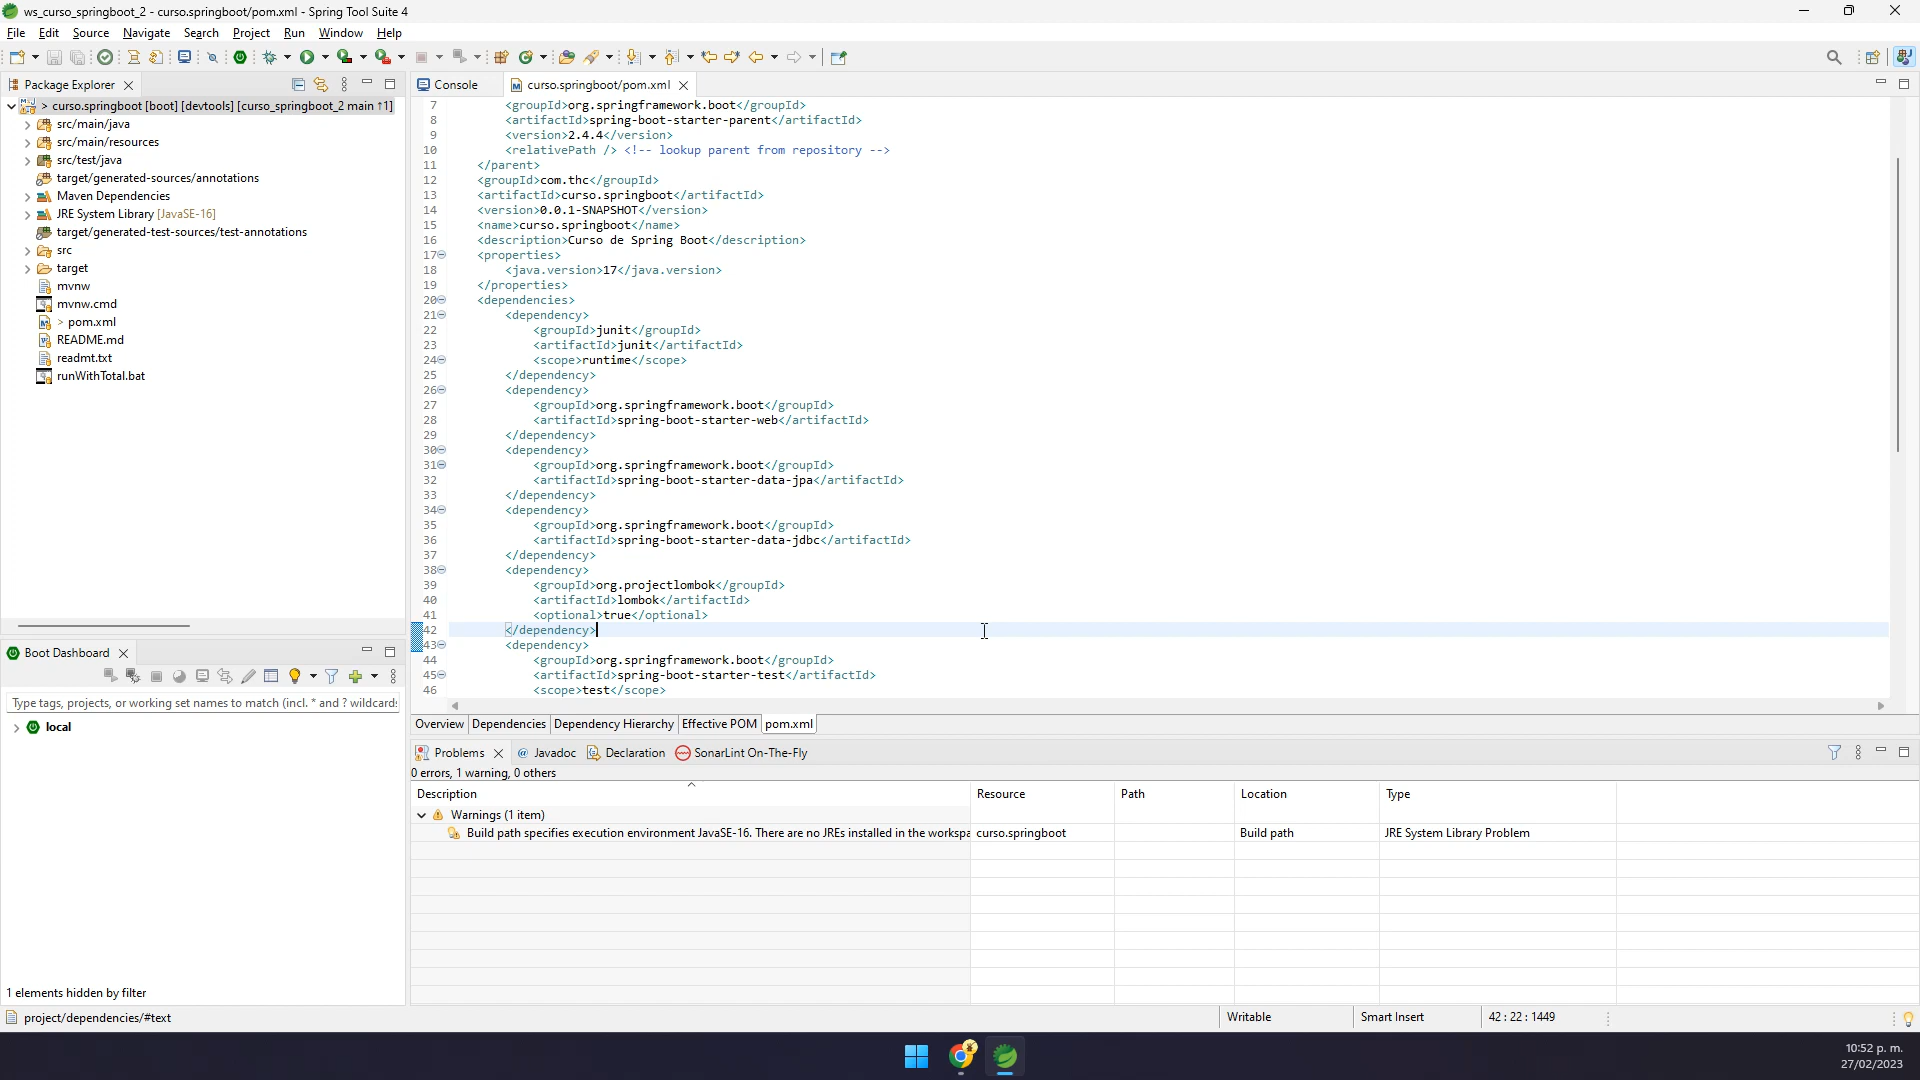 ws_curso_springboot_2 - curso.springboot/pom.xml - Spring Tool Suite 4
File Edit Source Navigate Search Project Run Window Help
Package Explorer
> curso.springboot [boot] [devtools] [curso_springboot_2 main ↑1]
src/main/java
src/main/resources
src/test/java
target/generated-sources/annotations
Maven Dependencies
JRE System Library [JavaSE-16]
target/generated-test-sources/test-annotations
src
target
mvnw
mvnw.cmd
> pom.xml
README.md
readmt.txt
runWithTotal.bat
Boot Dashboard
Type tags, projects, or working set names to match (incl. * and ? wildcards
local
1 elements hidden by filter
Console curso.springboot/pom.xml
7 <groupId>org.springframework.boot</groupId>
8 <artifactId>spring-boot-starter-parent</artifactId>
9 <version>2.4.4</version>
10 <relativePath /> <!-- lookup parent from repository -->
11 </parent>
12 <groupId>com.thc</groupId>
13 <artifactId>curso.springboot</artifactId>
14 <version>0.0.1-SNAPSHOT</version>
15 <name>curso.springboot</name>
16 <description>Curso de Spring Boot</description>
17 <properties>
18 <java.version>17</java.version>
19 </properties>
20 <dependencies>
21 <dependency>
22 <groupId>junit</groupId>
23 <artifactId>junit</artifactId>
24 <scope>runtime</scope>
25 </dependency>
26 <dependency>
27 <groupId>org.springframework.boot</groupId>
28 <artifactId>spring-boot-starter-web</artifactId>
29 </dependency>
30 <dependency>
31 <groupId>org.springframework.boot</groupId>
32 <artifactId>spring-boot-starter-data-jpa</artifactId>
33 </dependency>
34 <dependency>
35 <groupId>org.springframework.boot</groupId>
36 <artifactId>spring-boot-starter-data-jdbc</artifactId>
37 </dependency>
38 <dependency>
39 <groupId>org.projectlombok</groupId>
40 <artifactId>lombok</artifactId>
41 <optional>true</optional>
42 </dependency>
43 <dependency>
44 <groupId>org.springframework.boot</groupId>
45 <artifactId>spring-boot-starter-test</artifactId>
46 <scope>test</scope>
Overview Dependencies Dependency Hierarchy Effective POM pom.xml
Problems @ Javadoc Declaration SonarLint On-The-Fly
0 errors, 1 warning, 0 others
Description Resource Path Location Type
Warnings (1 item)
Build path specifies execution environment JavaSE-16. There are no JREs installed in the workspa curso.springboot Build path JRE System Library Problem
project/dependencies/#text Writable Smart Insert 42 : 22 : 1449
10:52 p. m.
27/02/2023